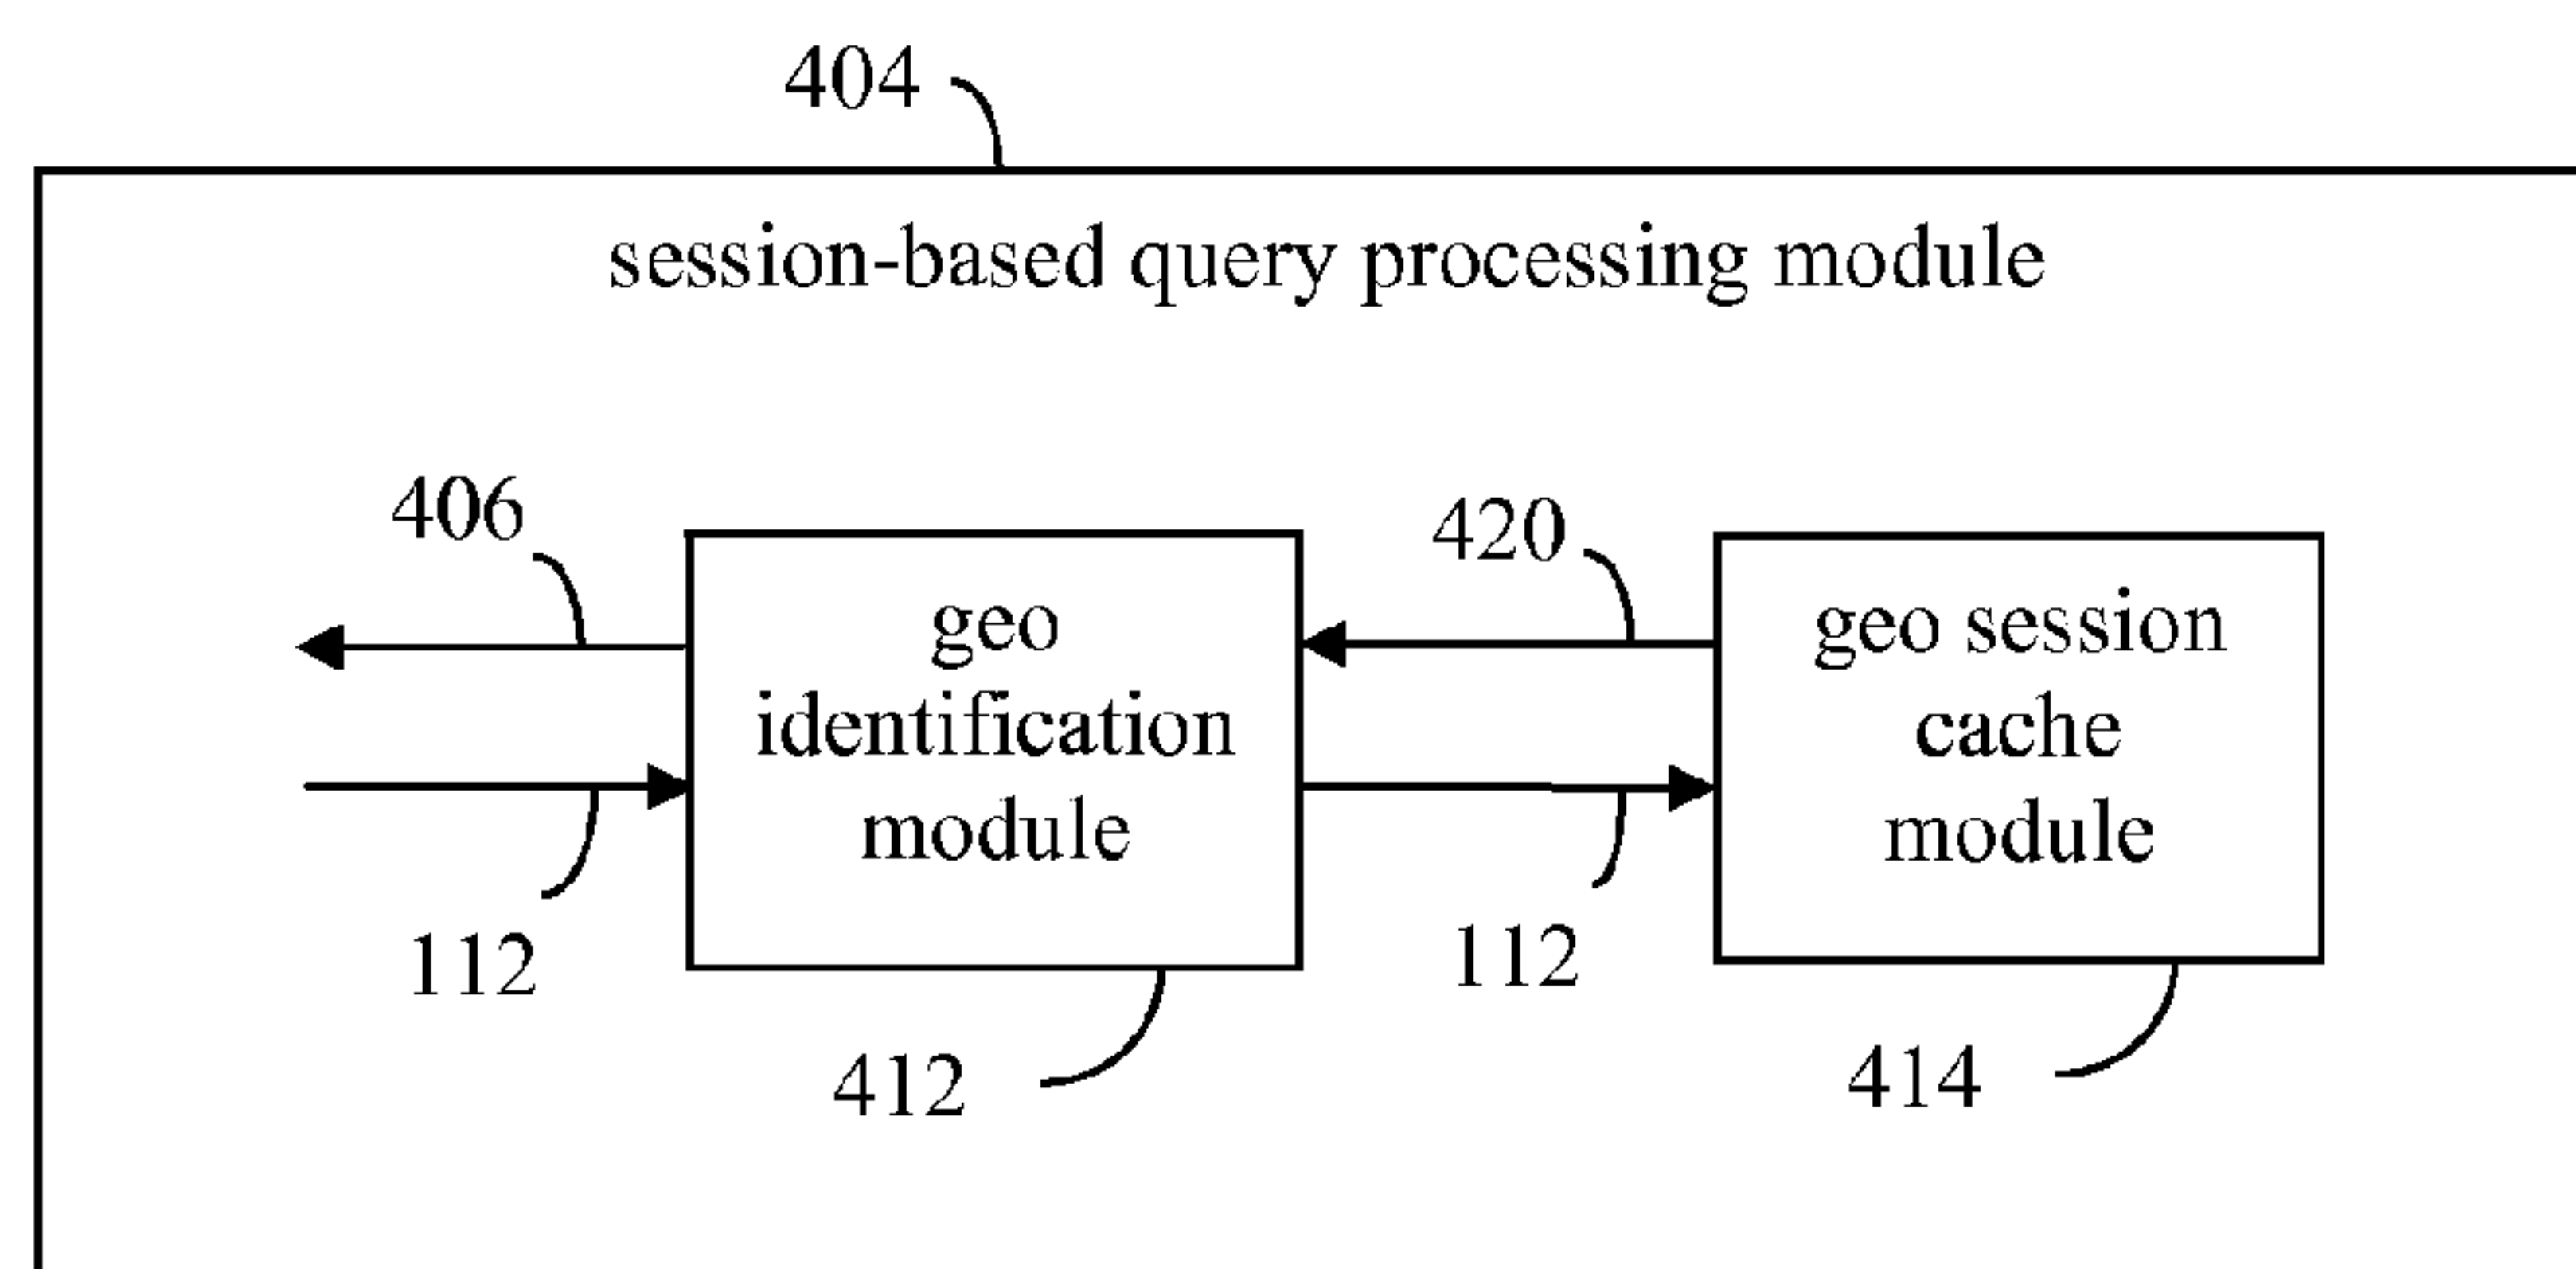 404
session-based query processing module
406
420
geo
identification
module
geo session
cache
module
112
112
412
414